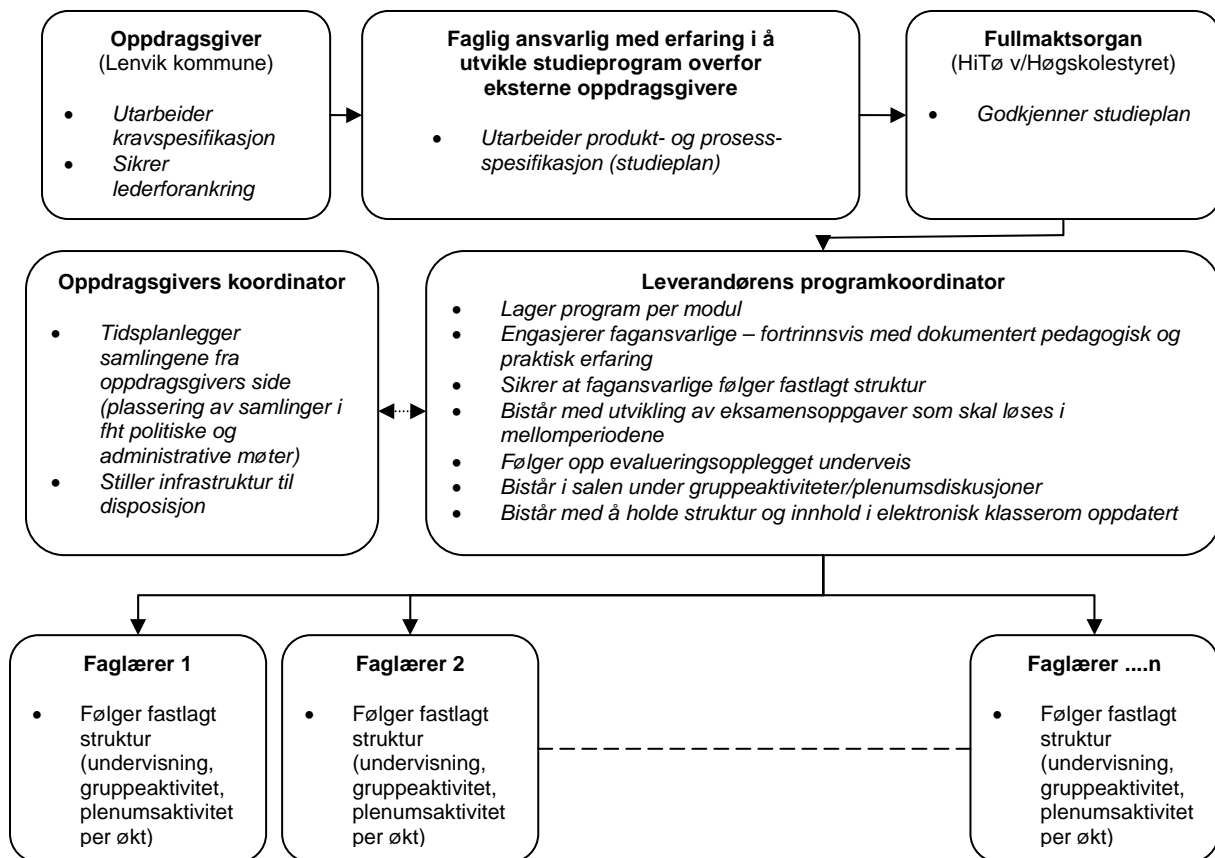 Oppdragsgiver
(Lenvik kommune)
• Utarbeider
kravspesifikasjon
• Sikrer
lederforankring
Faglig ansvarlig med erfaring i å
utvikle studieprogram overfor
eksterne oppdragsgivere
• Utarbeider produkt- og prosess-
spesifikasjon (studieplan)
Fullmaktsorgan
(HiTø v/Høgskolestyret)
• Godkjenner studieplan
Oppdragsgivers koordinator
• Tidsplanlegger
samlingene fra
oppdragsgivers side
(plassering av samlinger i
fht politiske og
administrative møter)
• Stiller infrastruktur til
disposisjon
Leverandørens programkoordinator
• Lager program per modul
• Engasjerer fagansvarlige – fortrinnsvis med dokumentert pedagogisk og
praktisk erfaring
• Sikrer at fagansvarlige følger fastlagt struktur
• Bistår med utvikling av eksamensoppgaver som skal løses i
mellomperiodene
• Følger opp evalueringsopplegget underveis
• Bistår i salen under gruppeaktiviteter/plenumsdiskusjoner
• Bistår med å holde struktur og innhold i elektronisk klasserom oppdatert
Faglærer 1
• Følger fastlagt
struktur
(undervisning,
gruppeaktivitet,
plenumsaktivitet
per økt)
Faglærer 2
• Følger fastlagt
struktur
(undervisning,
gruppeaktivitet,
plenumsaktivitet
per økt)
Faglærer ....n
• Følger fastlagt
struktur
(undervisning,
gruppeaktivitet,
plenumsaktivitet
per økt)